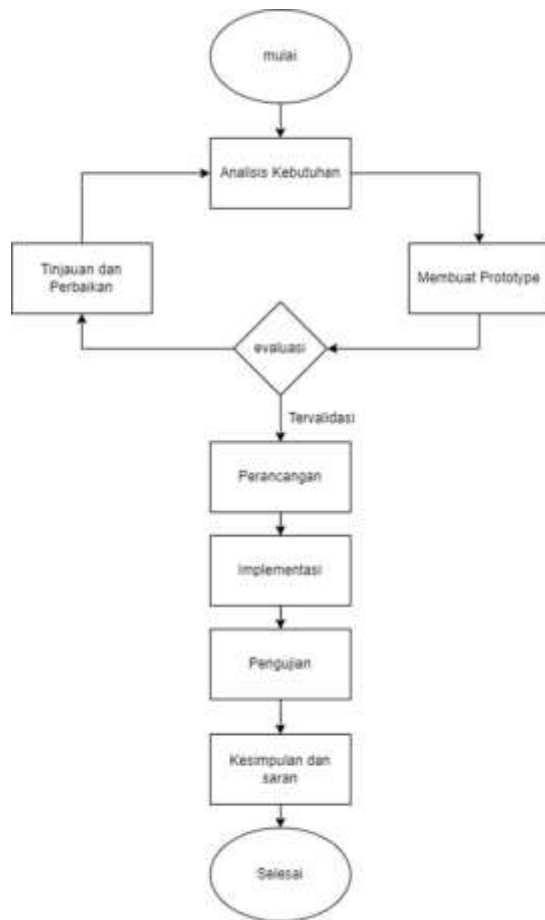 mulai
Analisis Kebutuhan
Tinjauan dan
Perbaikan
Membuat Prototype
evaluasi
Tervalidasi
Perancangan
Implementasi
Pengujian
Kesimpulan dan
saran
Selesai